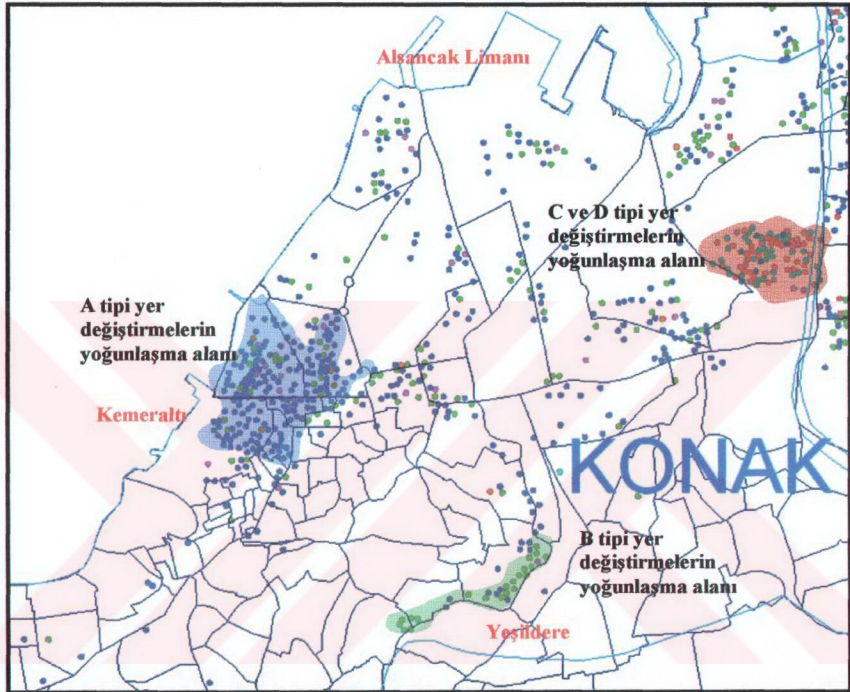 Alsancak Limanı
C ve D tipi yer
değiştirmelerin
yoğunlaşma alanı
A tipi yer
değiştirmelerin
yoğunlaşma alanı
Kemeraltı
KONAK
B tipi yer
değiştirmelerin
yoğunlaşma alanı
Yeşildere